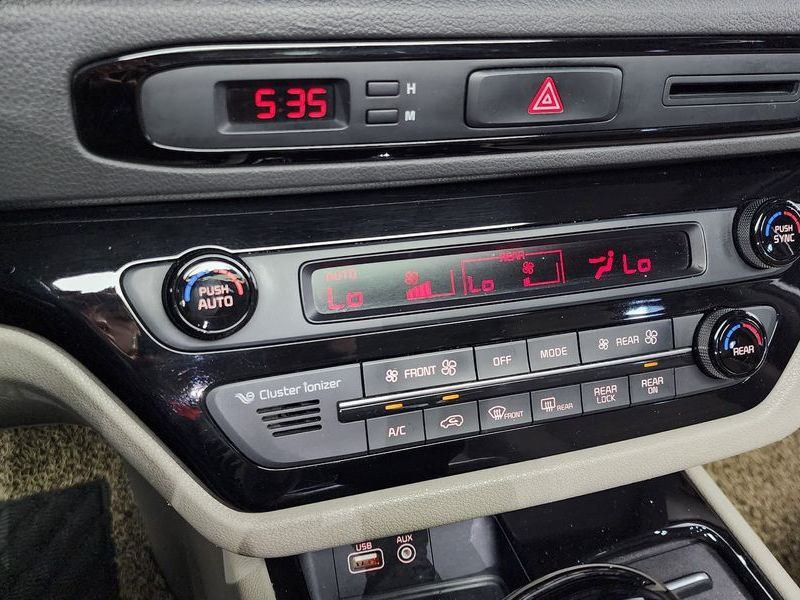 5:35
H
M
PUSH AUTO
AUTO
Lo
REAR
Lo
Lo
PUSH SYNC
FRONT
OFF
MODE
REAR
REAR
Cluster ionizer
A/C
FRONT
REAR
REAR LOCK
REAR ON
USB
AUX